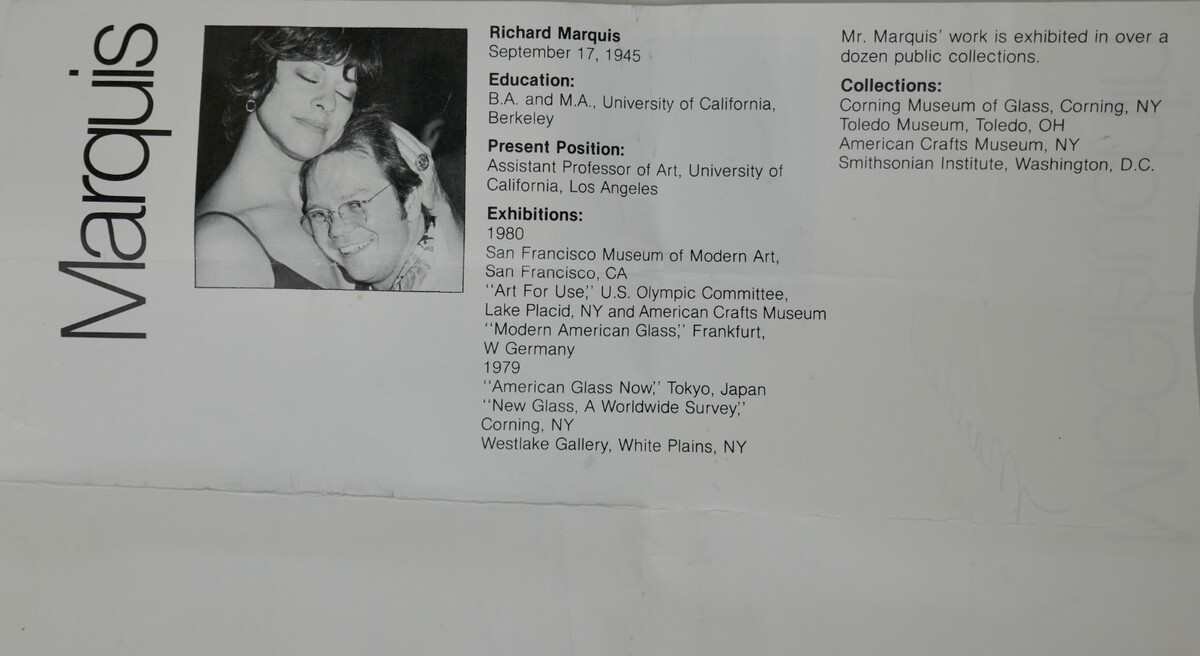 Marquis
Richard Marquis
September 17, 1945
Education:
B.A. and M.A., University of California,
Berkeley
Present Position:
Assistant Professor of Art, University of
California, Los Angeles
Exhibitions:
1980
San Francisco Museum of Modern Art,
San Francisco, CA
"Art For Use," U.S. Olympic Committee,
Lake Placid, NY and American Crafts Museum
"Modern American Glass," Frankfurt,
W Germany
1979
"American Glass Now," Tokyo, Japan
"New Glass, A Worldwide Survey,"
Corning, NY
Westlake Gallery, White Plains, NY
Mr. Marquis' work is exhibited in over a
dozen public collections.
Collections:
Corning Museum of Glass, Corning, NY
Toledo Museum, Toledo, OH
American Crafts Museum, NY
Smithsonian Institute, Washington, D.C.